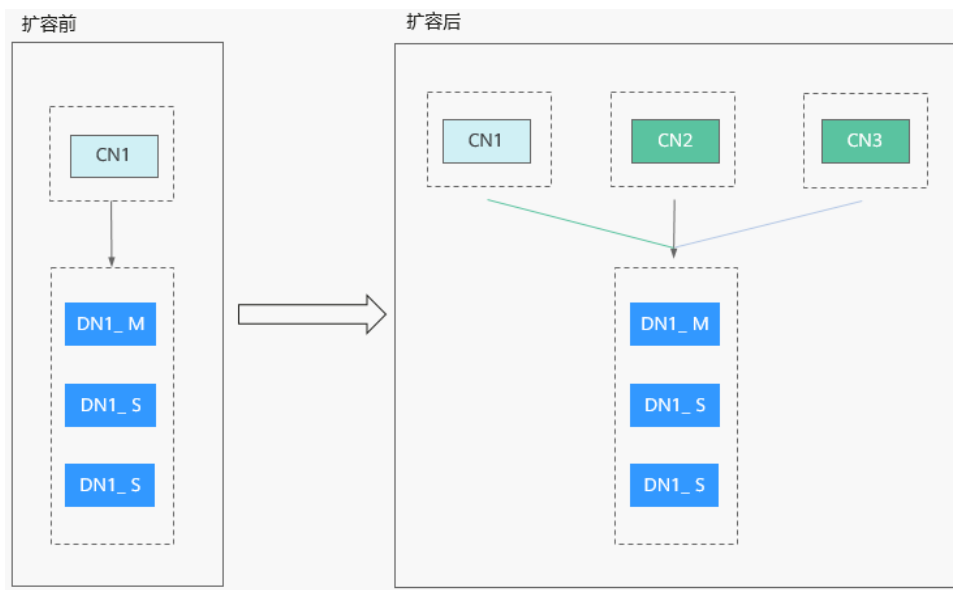 扩容前
CN1
DN1_ M
DN1_ S
DN1_ S
扩容后
CN1
CN2
CN3
DN1_ M
DN1_ S
DN1_ S